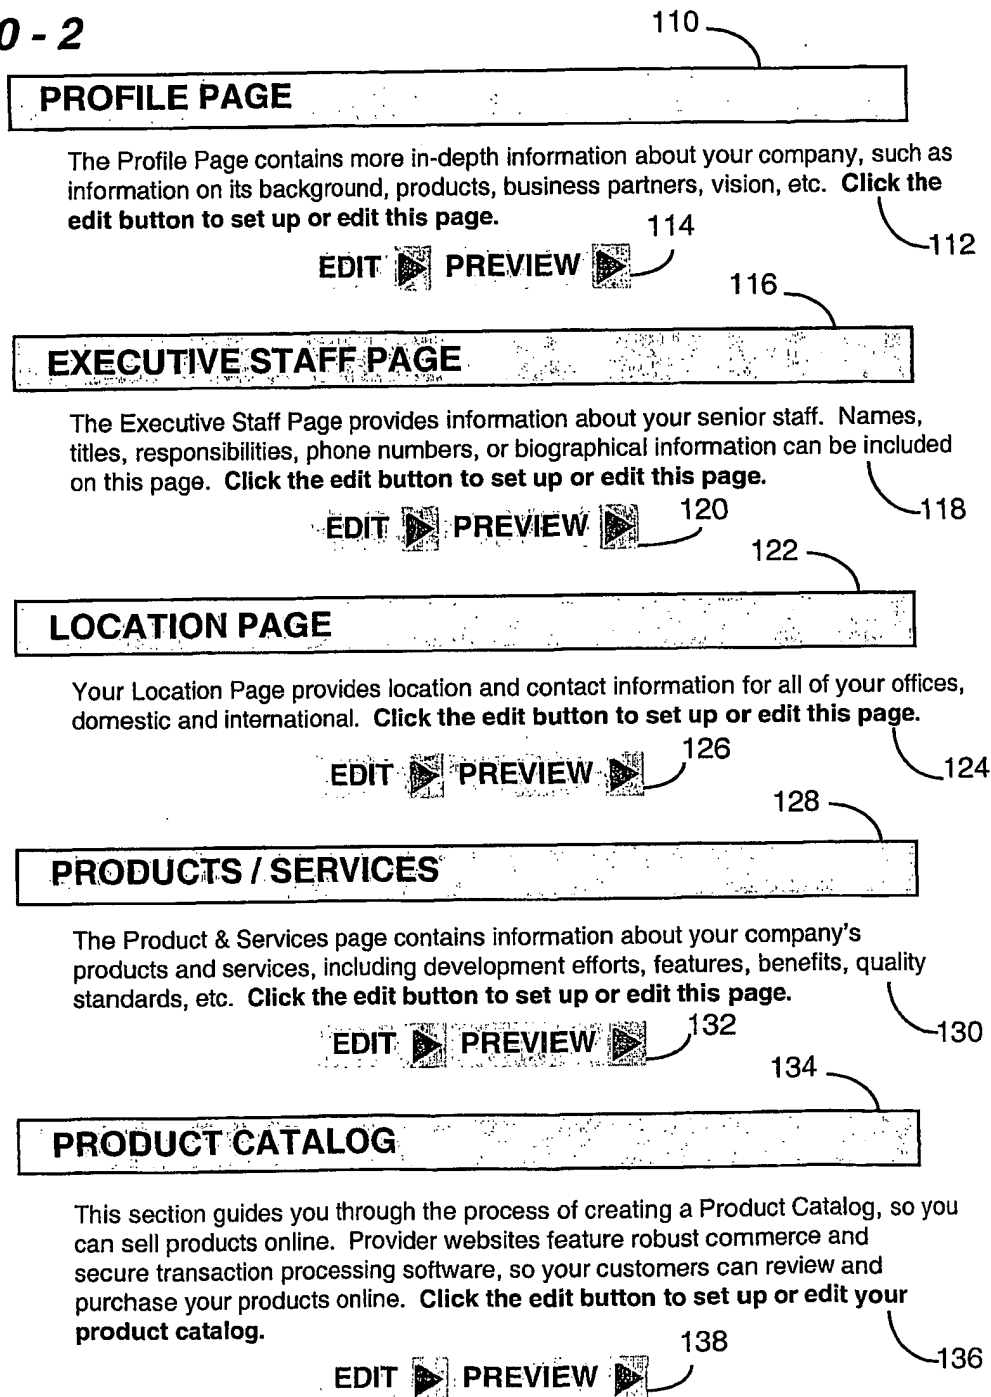 0 - 2
110
PROFILE PAGE
The Profile Page contains more in-depth information about your company, such as
information on its background, products, business partners, vision, etc. Click the
edit button to set up or edit this page.
112
114
EDIT PREVIEW
116
EXECUTIVE STAFF PAGE
The Executive Staff Page provides information about your senior staff. Names,
titles, responsibilities, phone numbers, or biographical information can be included
on this page. Click the edit button to set up or edit this page.
118
120
EDIT PREVIEW
122
LOCATION PAGE
Your Location Page provides location and contact information for all of your offices,
domestic and international. Click the edit button to set up or edit this page.
124
126
EDIT PREVIEW
128
PRODUCTS / SERVICES
The Product & Services page contains information about your company's
products and services, including development efforts, features, benefits, quality
standards, etc. Click the edit button to set up or edit this page.
130
132
EDIT PREVIEW
134
PRODUCT CATALOG
This section guides you through the process of creating a Product Catalog, so you
can sell products online. Provider websites feature robust commerce and
secure transaction processing software, so your customers can review and
purchase your products online. Click the edit button to set up or edit your
product catalog.
136
138
EDIT PREVIEW